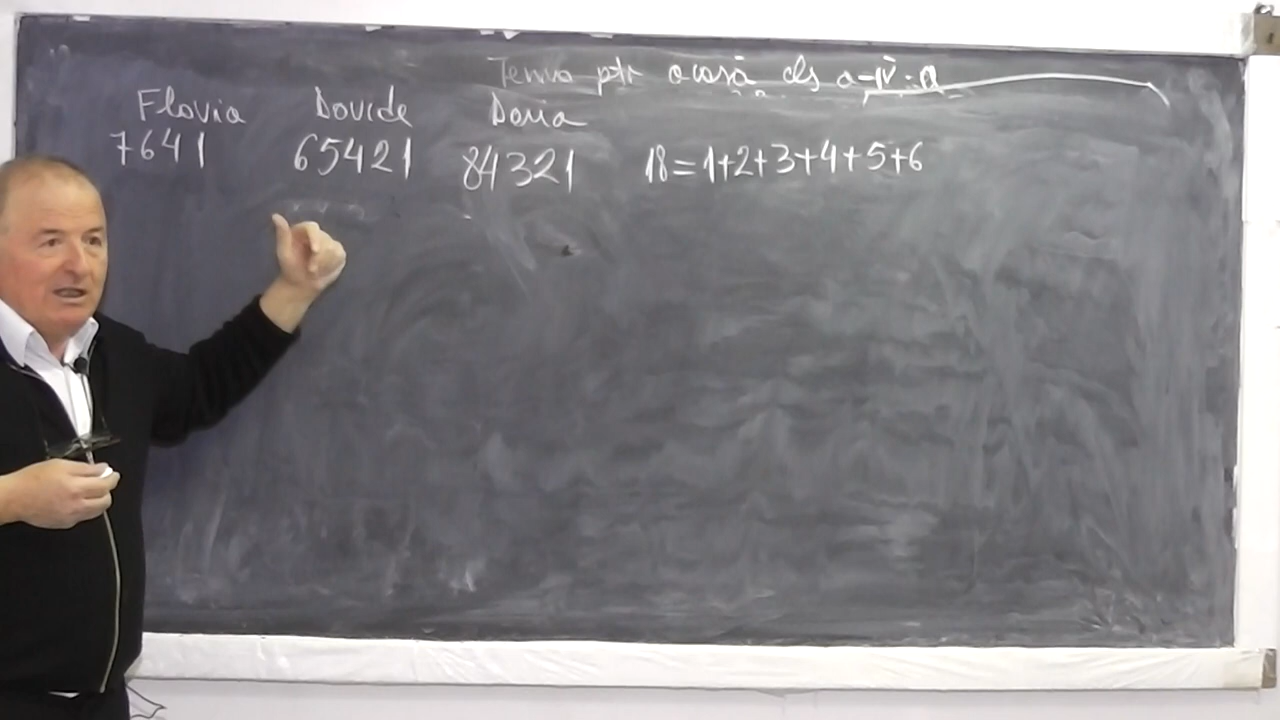 Tema ptr acasă cls a-IV-a
Flavia Davide Daria
7641 65421 84321 18=1+2+3+4+5+6